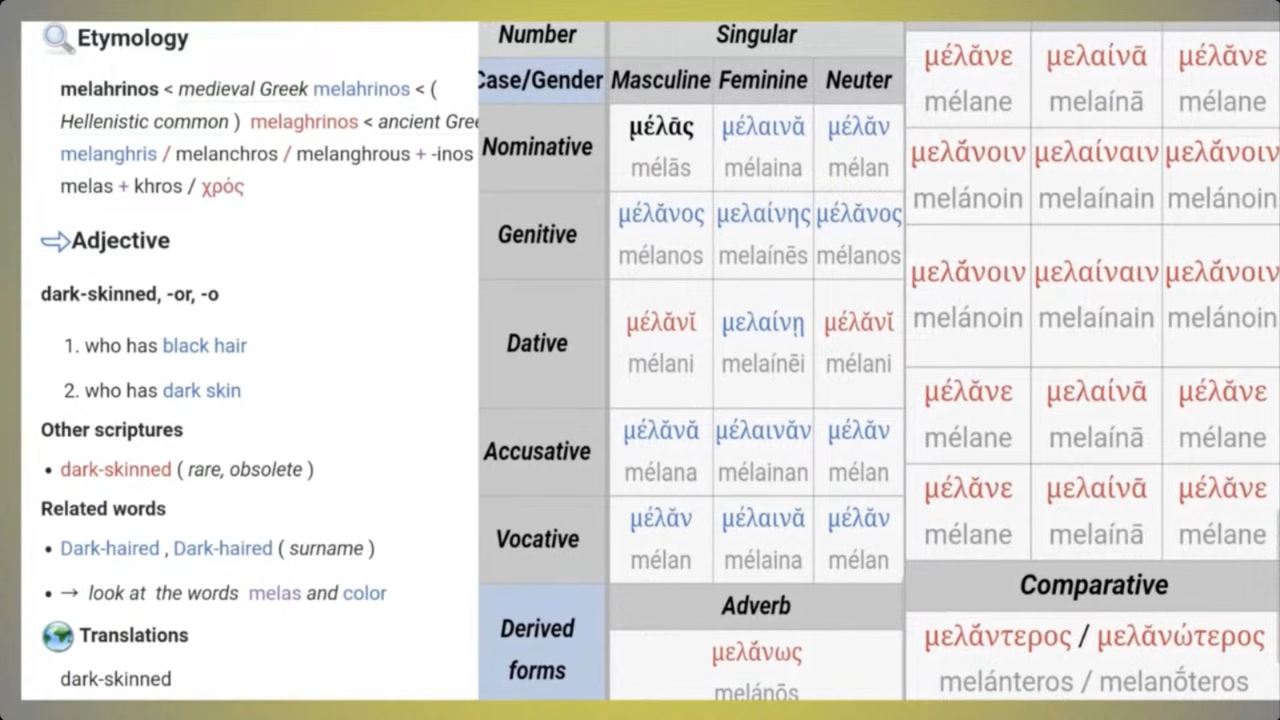 Etymology
melahrinos < medieval Greek melahrinos < (
Hellenistic common ) melaghrinos < ancient Gree
melanghris / melanchros / melanghrous + -inos
melas + khros / χρός
Adjective
dark-skinned, -or, -o
1. who has black hair
2. who has dark skin
Other scriptures
• dark-skinned ( rare, obsolete )
Related words
• Dark-haired , Dark-haired ( surname )
• → look at the words melas and color
Translations
dark-skinned
Number Singular
Case/Gender Masculine Feminine Neuter
Nominative μέλᾱς μέλαινᾰ μέλᾰν
mélās mélaina mélan
Genitive μέλᾰνος μελαίνης μέλᾰνος
mélanos melaínēs mélanos
Dative μέλᾰνῐ μελαίνῃ μέλᾰνῐ
mélani melaínēi mélani
Accusative μέλᾰνᾰ μέλαινᾰν μέλᾰν
mélana mélainan mélan
Vocative μέλᾰν μέλαινᾰ μέλᾰν
mélan mélaina mélan
Derived forms
Adverb
μελᾰ́νως
melánōs
μέλᾰνε μελαίνᾱ μέλᾰνε
mélane melaínā mélane
μελᾰ́νοιν μελαίναιν μελᾰ́νοιν
melánoin melaínain melánoin
μελᾰ́νοιν μελαίναιν μελᾰ́νοιν
melánoin melaínain melánoin
μέλᾰνε μελαίνᾱ μέλᾰνε
mélane melaínā mélane
μέλᾰνε μελαίνᾱ μέλᾰνε
mélane melaínā mélane
Comparative
μελᾰ́ντερος / μελᾰνώτερος
melánteros / melanṓteros